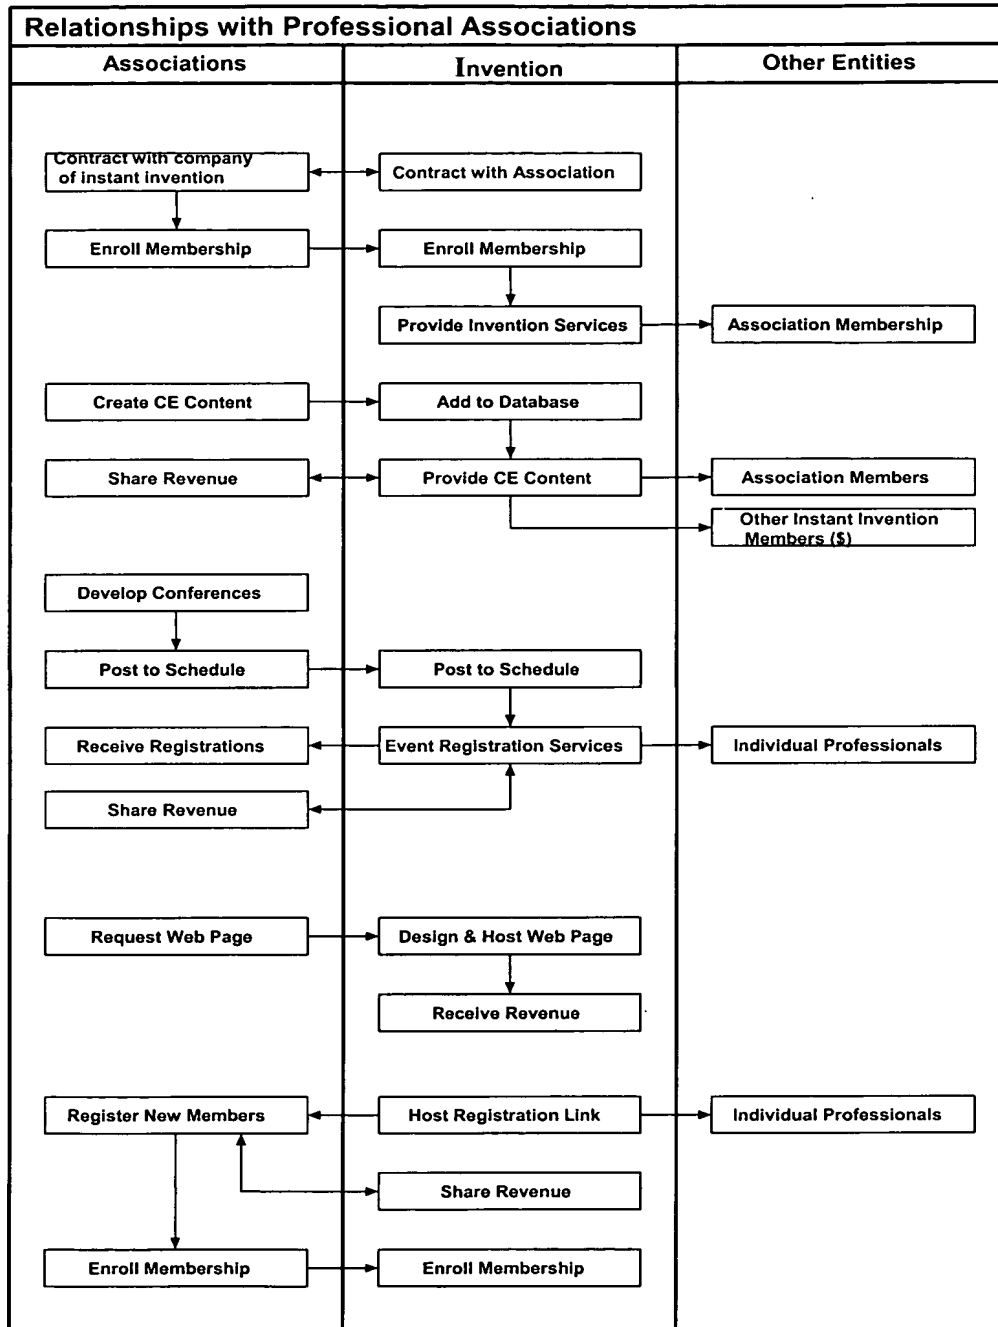 Relationships with Professional Associations
Associations
Invention
Other Entities
Contract with company
of instant invention
Contract with Association
Enroll Membership
Enroll Membership
Provide Invention Services
Association Membership
Create CE Content
Add to Database
Share Revenue
Provide CE Content
Association Members
Other Instant Invention
Members ($)
Develop Conferences
Post to Schedule
Post to Schedule
Receive Registrations
Event Registration Services
Individual Professionals
Share Revenue
Request Web Page
Design & Host Web Page
Receive Revenue
Register New Members
Host Registration Link
Individual Professionals
Share Revenue
Enroll Membership
Enroll Membership